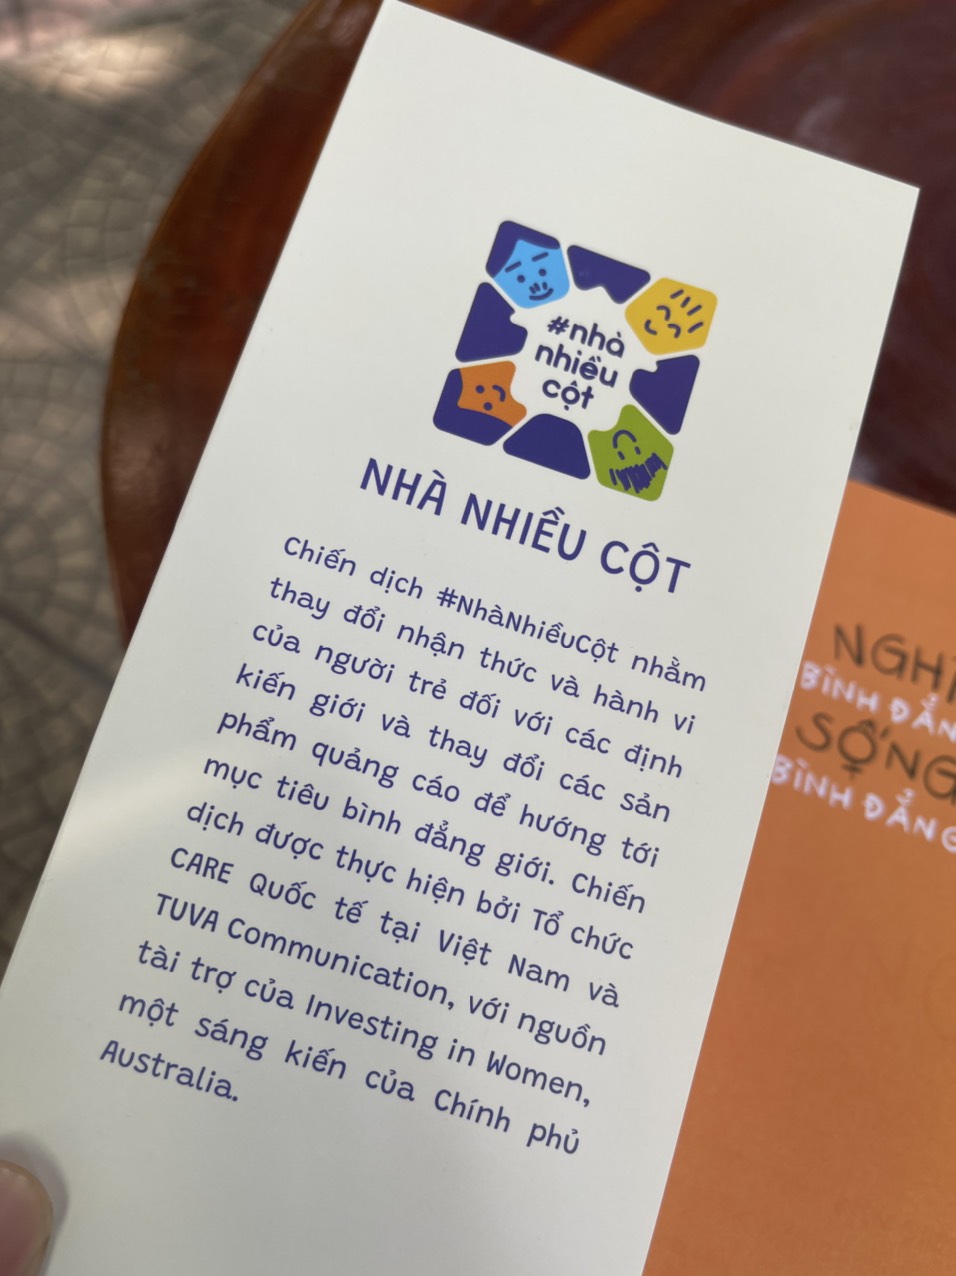 #nhà
nhiều
cột
NHÀ NHIỀU CỘT
Chiến dịch #NhàNhiềuCột nhằm
thay đổi nhận thức và hành vi
của người trẻ đối với các định
kiến giới và thay đổi các sản
phẩm quảng cáo để hướng tới
mục tiêu bình đẳng giới. Chiến
dịch được thực hiện bởi Tổ chức
CARE Quốc tế tại Việt Nam và
TUVA Communication, với nguồn
tài trợ của Investing in Women,
một sáng kiến của Chính phủ
Australia.
BÌNH
SỐNG
BÌNH ĐẲNG